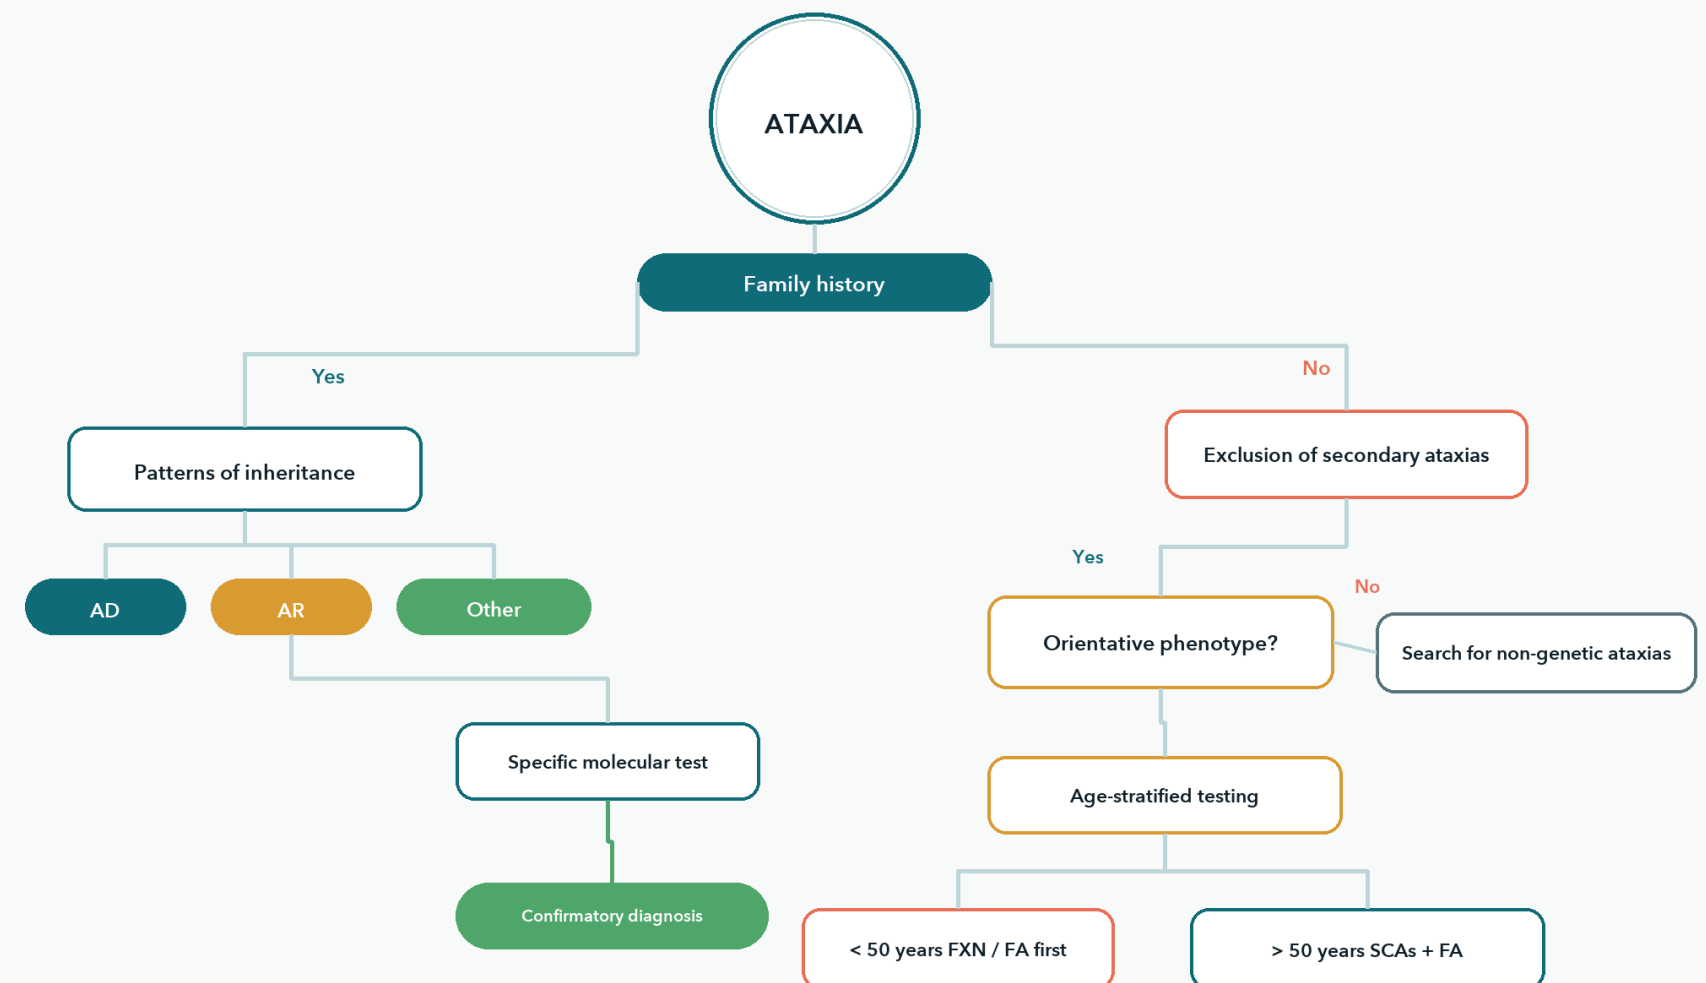 ATAXIA
Family history
Yes
No
Patterns of inheritance
Exclusion of secondary ataxias
Yes
No
AD
AR
Other
Orientative phenotype?
Search for non-genetic ataxias
Specific molecular test
Age-stratified testing
Confirmatory diagnosis
< 50 years FXN / FA first
> 50 years SCAs + FA